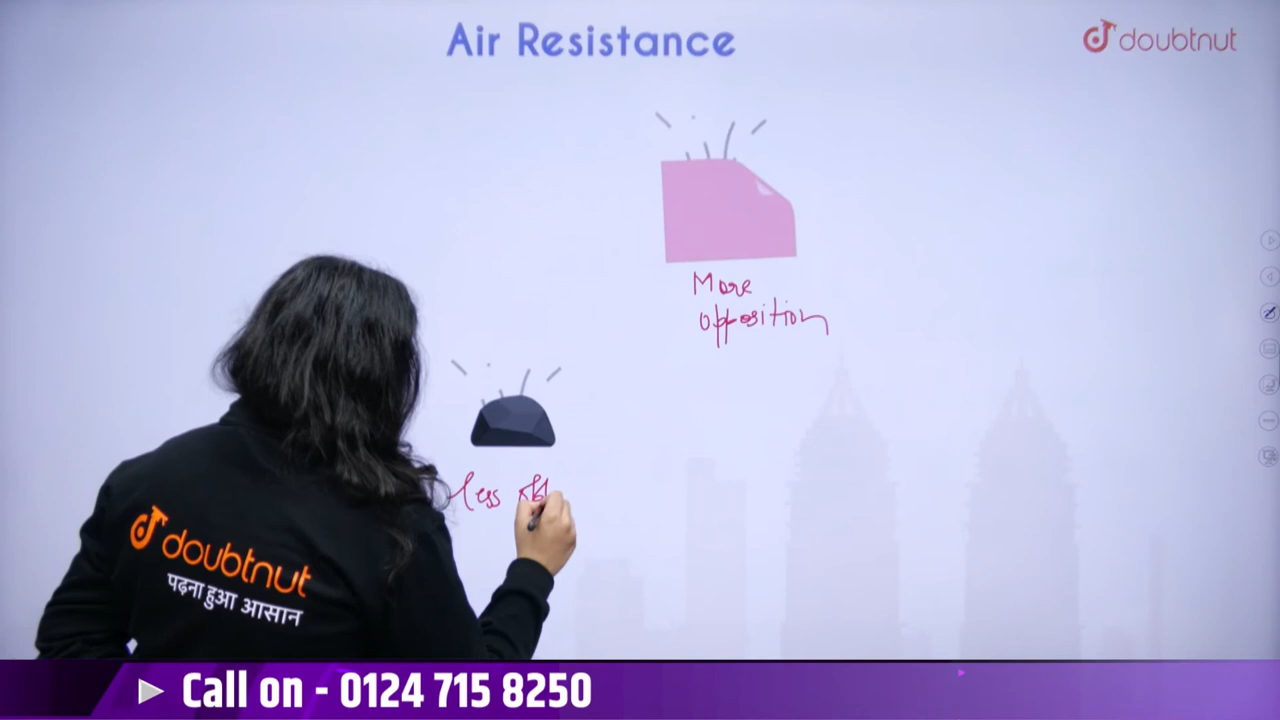 Air Resistance
doubtnut
More
opposition
less
doubtnut
पढ़ना हुआ आसान
Call on - 0124 715 8250